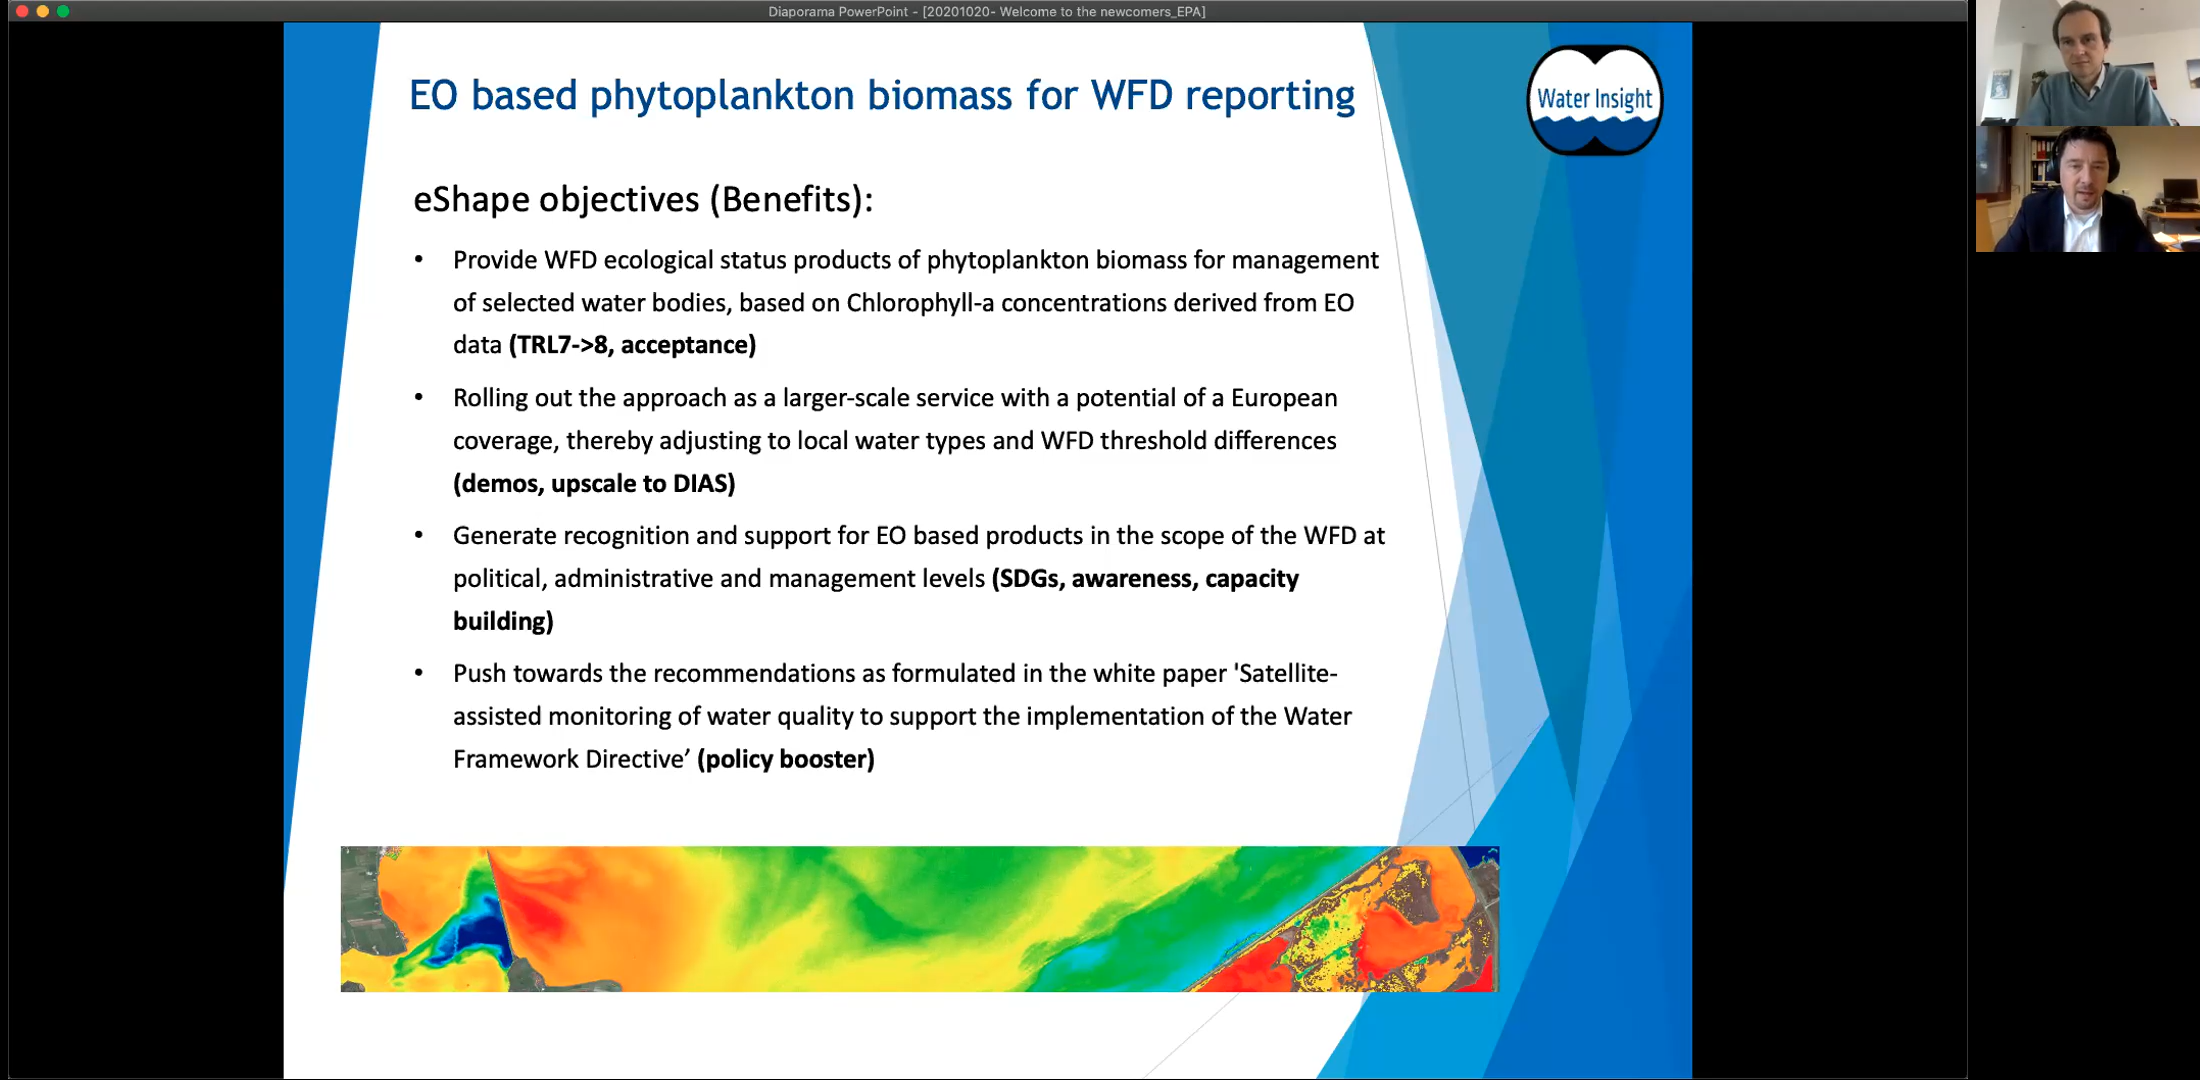 Diaporama PowerPoint - [20201020- Welcome to the newcomers_EPA]
EO based phytoplankton biomass for WFD reporting
Water Insight
eShape objectives (Benefits):
• Provide WFD ecological status products of phytoplankton biomass for management
of selected water bodies, based on Chlorophyll-a concentrations derived from EO
data (TRL7->8, acceptance)
• Rolling out the approach as a larger-scale service with a potential of a European
coverage, thereby adjusting to local water types and WFD threshold differences
(demos, upscale to DIAS)
• Generate recognition and support for EO based products in the scope of the WFD at
political, administrative and management levels (SDGs, awareness, capacity
building)
• Push towards the recommendations as formulated in the white paper 'Satellite-
assisted monitoring of water quality to support the implementation of the Water
Framework Directive’ (policy booster)